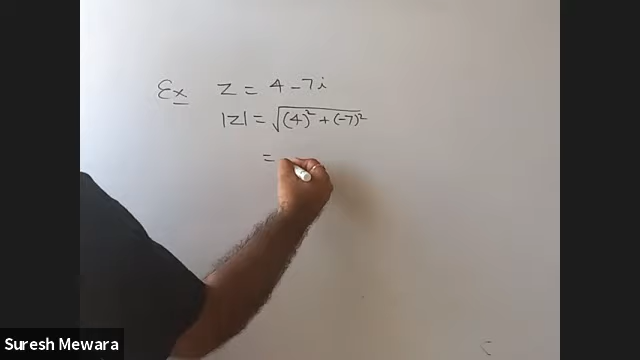 Ex z = 4 - 7i
|z| = √(4)² + (-7)²
=
Suresh Mewara